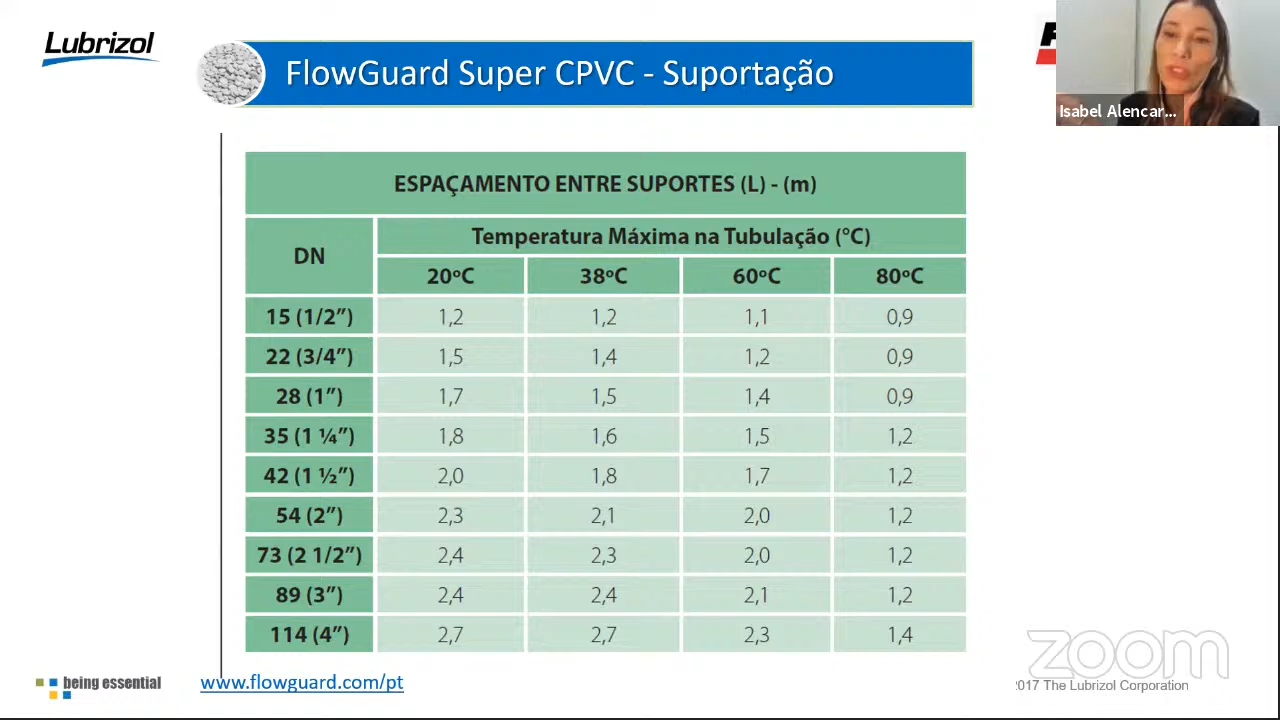 Lubrizol
FlowGuard Super CPVC - Suportação
Isabel Alencar...
ESPAÇAMENTO ENTRE SUPORTES (L) - (m)
DN
Temperatura Máxima na Tubulação (°C)
20ºC 38ºC 60ºC 80ºC
15 (1/2”) 1,2 1,2 1,1 0,9
22 (3/4”) 1,5 1,4 1,2 0,9
28 (1”) 1,7 1,5 1,4 0,9
35 (1 ¼”) 1,8 1,6 1,5 1,2
42 (1 ½”) 2,0 1,8 1,7 1,2
54 (2”) 2,3 2,1 2,0 1,2
73 (2 1/2”) 2,4 2,3 2,0 1,2
89 (3”) 2,4 2,4 2,1 1,2
114 (4”) 2,7 2,7 2,3 1,4
zoom
being essential
www.flowguard.com/pt
2017 The Lubrizol Corporation